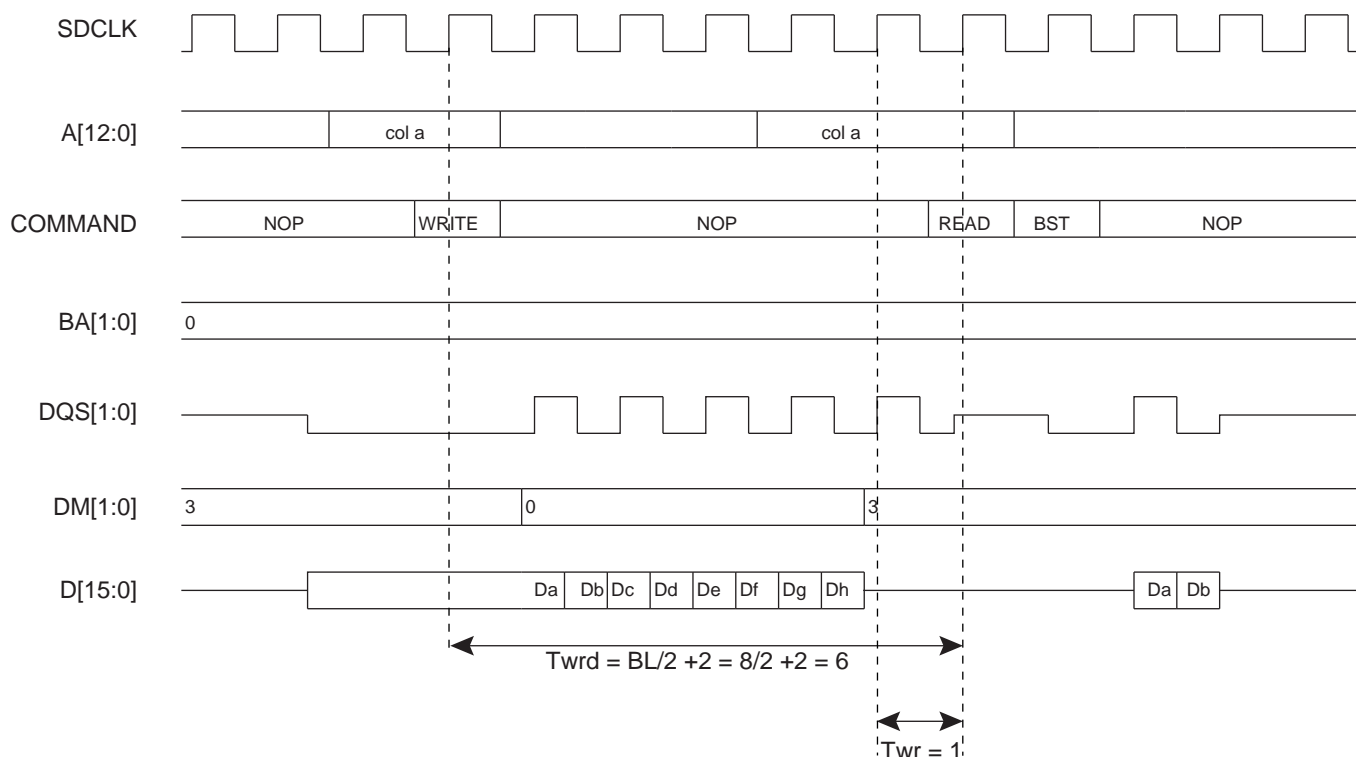 SDCLK
A[12:0] col a col a
COMMAND NOP WRITE NOP READ BST NOP
BA[1:0] 0
DQS[1:0]
DM[1:0] 3 0 3
D[15:0] Da Db Dc Dd De Df Dg Dh Da Db
Twrd = BL/2 +2 = 8/2 +2 = 6
Twr = 1